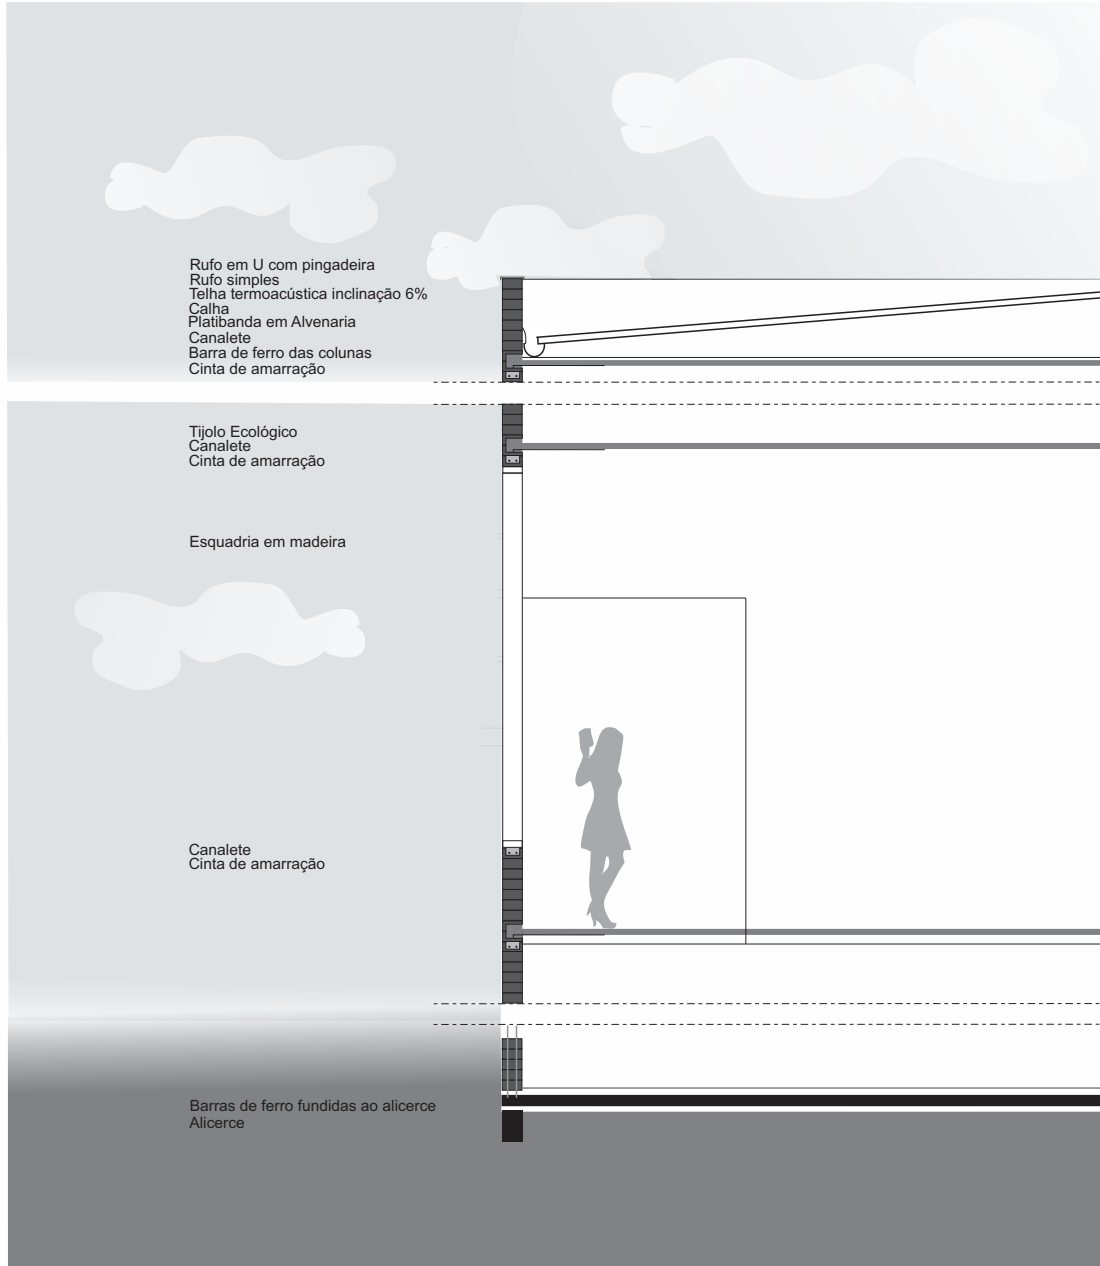 Rufo em U com pingadeira
Rufo simples
Telha termoacústica inclinação 6%
Calha
Platibanda em Alvenaria
Canalete
Barra de ferro das colunas
Cinta de amarração
Tijolo Ecológico
Canalete
Cinta de amarração
Esquadria em madeira
Canalete
Cinta de amarração
Barras de ferro fundidas ao alicerce
Alicerce